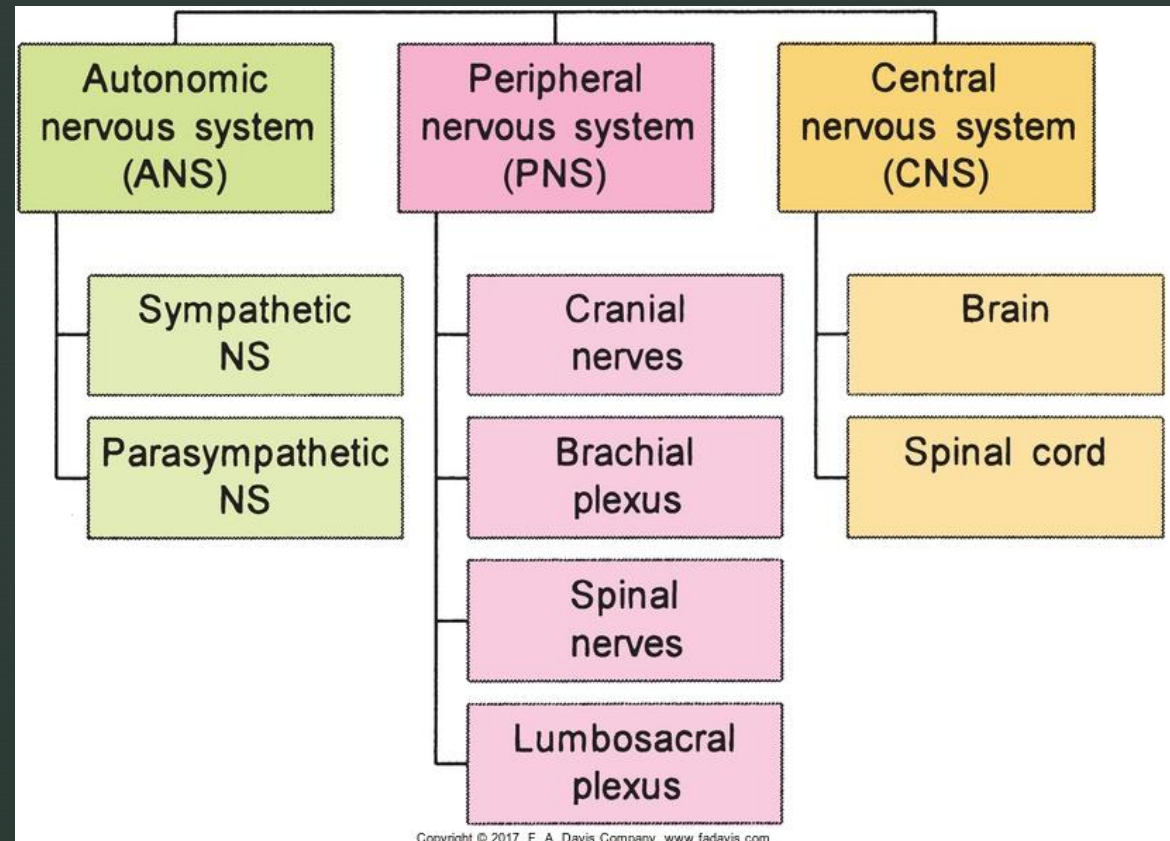 Autonomic
nervous system
(ANS)
Peripheral
nervous system
(PNS)
Central
nervous system
(CNS)
Sympathetic
NS
Parasympathetic
NS
Cranial
nerves
Brachial
plexus
Spinal
nerves
Lumbosacral
plexus
Brain
Spinal cord
Copyright © 2017. F. A. Davis Company. www.fadavis.com